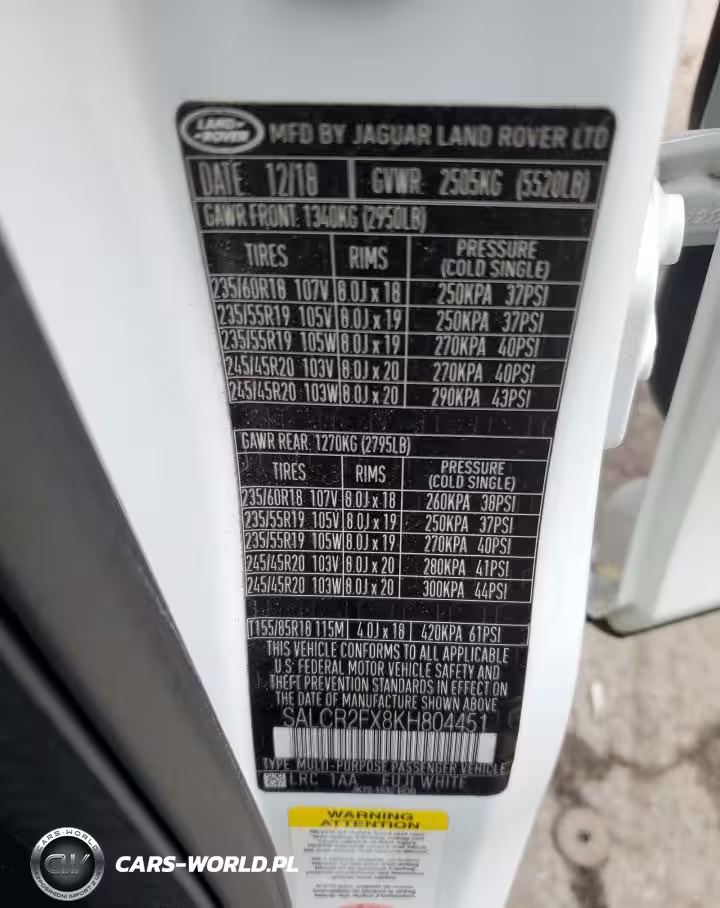 LAND-
-ROVER
MFD BY JAGUAR LAND ROVER LTD
DATE 12/18 GVWR 2505KG (5520LB)
GAWR FRONT: 1340KG (2950LB)
TIRES RIMS PRESSURE
(COLD SINGLE)
235/60R18 107V 8.0J x 18 250KPA 37PSI
235/55R19 105V 8.0J x 19 250KPA 37PSI
235/55R19 105W 8.0J x 19 270KPA 40PSI
245/45R20 103V 8.0J x 20 270KPA 40PSI
245/45R20 103W 8.0J x 20 290KPA 43PSI
GAWR REAR: 1270KG (2795LB)
TIRES RIMS PRESSURE
(COLD SINGLE)
235/60R18 107V 8.0J x 18 260KPA 38PSI
235/55R19 105V 8.0J x 19 250KPA 37PSI
235/55R19 105W 8.0J x 19 270KPA 40PSI
245/45R20 103V 8.0J x 20 280KPA 41PSI
245/45R20 103W 8.0J x 20 300KPA 44PSI
T155/85R18 115M 4.0J x 18 420KPA 61PSI
THIS VEHICLE CONFORMS TO ALL APPLICABLE
U.S. FEDERAL MOTOR VEHICLE SAFETY AND
THEFT PREVENTION STANDARDS IN EFFECT ON
THE DATE OF MANUFACTURE SHOWN ABOVE
SALCR2FX8KH804451
TYPE: MULTI-PURPOSE PASSENGER VEHICLE
LRC 1AA FUJI WHITE
WARNING
ATTENTION
CARS-WORLD
CARS-WORLD.PL